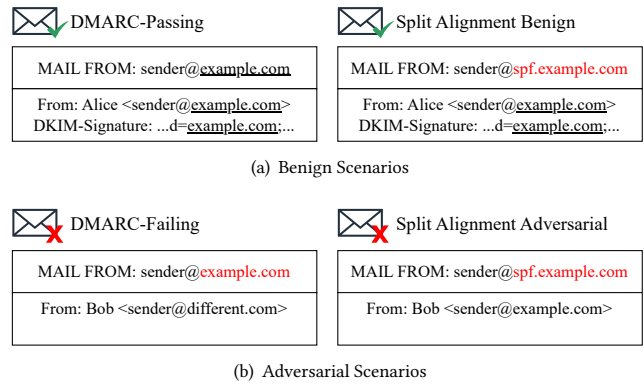 DMARC-Passing
MAIL FROM: sender@example.com
From: Alice <sender@example.com>
DKIM-Signature: ...d=example.com;...
Split Alignment Benign
MAIL FROM: sender@spf.example.com
From: Alice <sender@example.com>
DKIM-Signature: ...d=example.com;...
(a) Benign Scenarios
DMARC-Failing
MAIL FROM: sender@example.com
From: Bob <sender@different.com>
Split Alignment Adversarial
MAIL FROM: sender@spf.example.com
From: Bob <sender@example.com>
(b) Adversarial Scenarios